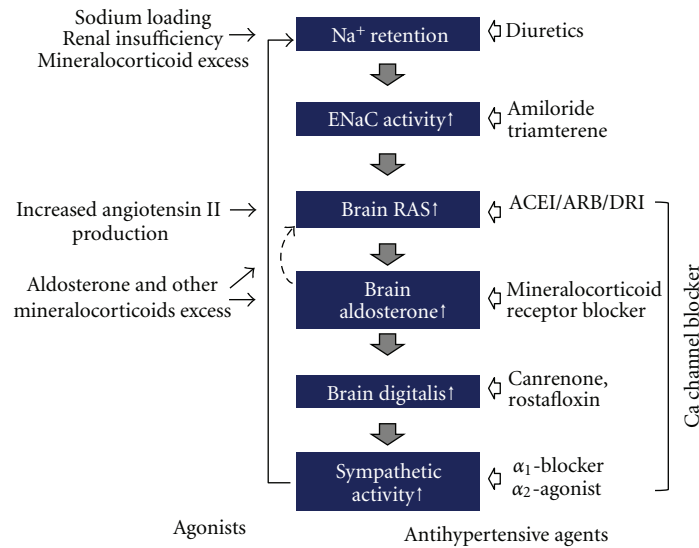 Sodium loading
Renal insufficiency
Mineralocorticoid excess
Na⁺ retention
Diuretics
ENaC activity↑
Amiloride
triamterene
Increased angiotensin II
production
Brain RAS↑
ACEI/ARB/DRI
Aldosterone and other
mineralocorticoids excess
Brain
aldosterone↑
Mineralocorticoid
receptor blocker
Brain digitalis↑
Canrenone,
rostafloxin
Sympathetic
activity↑
α₁-blocker
α₂-agonist
Ca channel blocker
Agonists
Antihypertensive agents